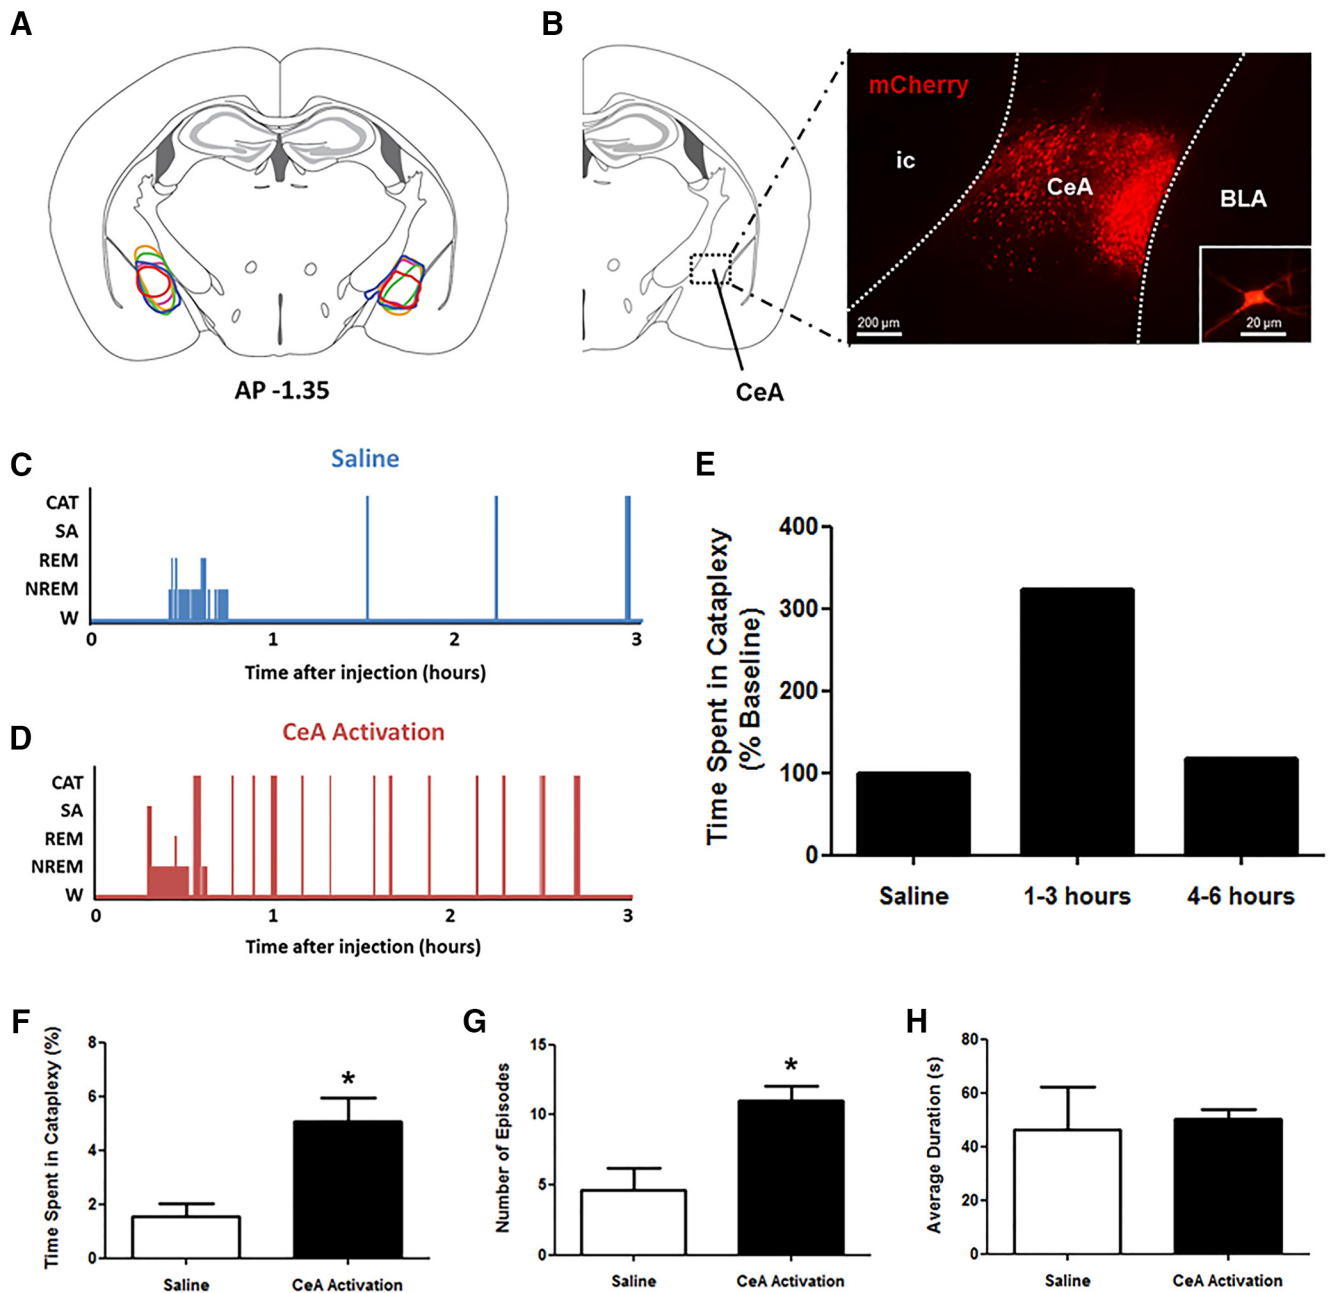 A
B
AP -1.35
CeA
mCherry
ic
CeA
BLA
200 µm
20 µm
C
Saline
CAT
SA
REM
NREM
W
0 1 2 3
Time after injection (hours)
D
CeA Activation
CAT
SA
REM
NREM
W
0 1 2 3
Time after injection (hours)
E
Time Spent in Cataplexy
(% Baseline)
400
300
200
100
0
Saline 1-3 hours 4-6 hours
F
Time Spent in Cataplexy (%)
8
6
4
2
0
*
Saline CeA Activation
G
Number of Episodes
15
10
5
0
*
Saline CeA Activation
H
Average Duration (s)
80
60
40
20
0
Saline CeA Activation